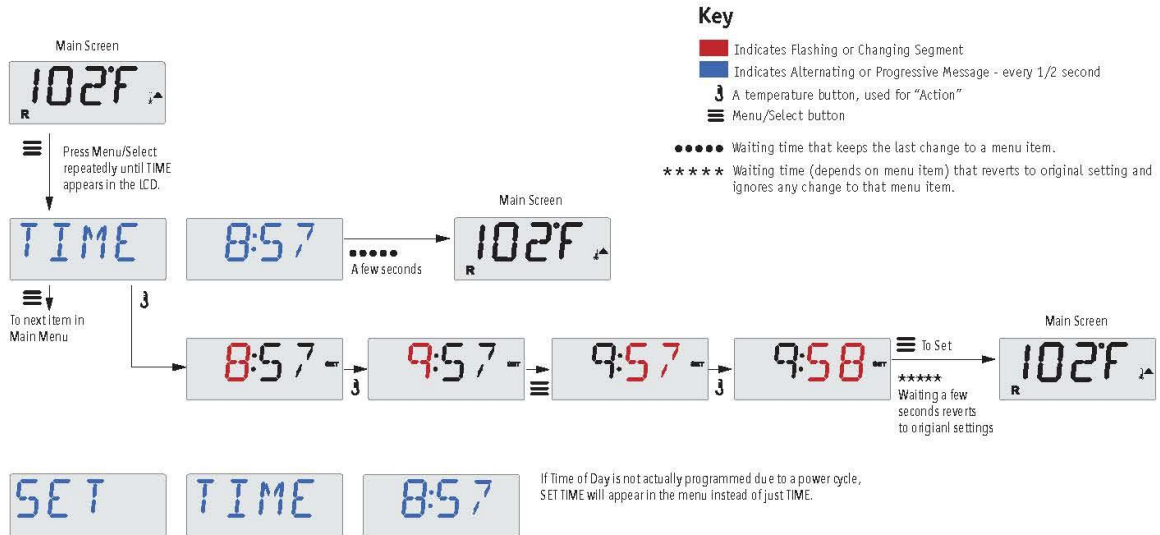 Key
Indicates Flashing or Changing Segment
Indicates Alternating or Progressive Message - every 1/2 second
A temperature button, used for “Action”
Menu/Select button
••••• Waiting time that keeps the last change to a menu item.
***** Waiting time (depends on menu item) that reverts to original setting and
ignores any change to that menu item.
Main Screen
102°F
R
Press Menu/Select
repeatedly until TIME
appears in the LCD.
TIME
8:57
•••••
A few seconds
Main Screen
102°F
R
To next item in
Main Menu
8:57 SET
9:57 SET
9:57 SET
9:58 SET
To Set
*****
Waiting a few
seconds reverts
to origianl settings
Main Screen
102°F
R
SET
TIME
8:57
If Time of Day is not actually programmed due to a power cycle,
SET TIME will appear in the menu instead of just TIME.